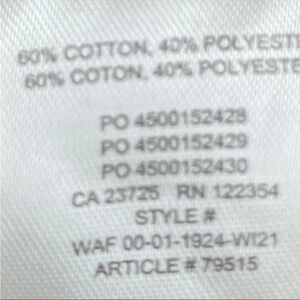 60% COTTON, 40% POLYESTE
60% COTON, 40% POLYESTE
PO 4500152428
PO 4500152429
PO 4500152430
CA 23725 RN 122354
STYLE #
WAF 00-01-1924-WI21
ARTICLE # 79515